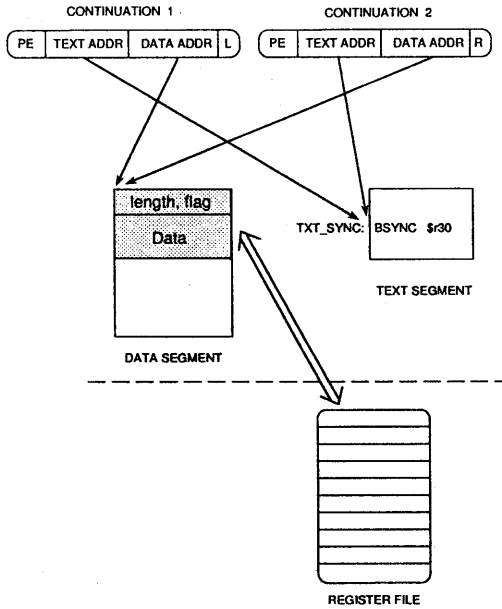 CONTINUATION 1 CONTINUATION 2
PE TEXT ADDR DATA ADDR L PE TEXT ADDR DATA ADDR R
length, flag
Data
TXT_SYNC: BSYNC $r30
TEXT SEGMENT
DATA SEGMENT
REGISTER FILE